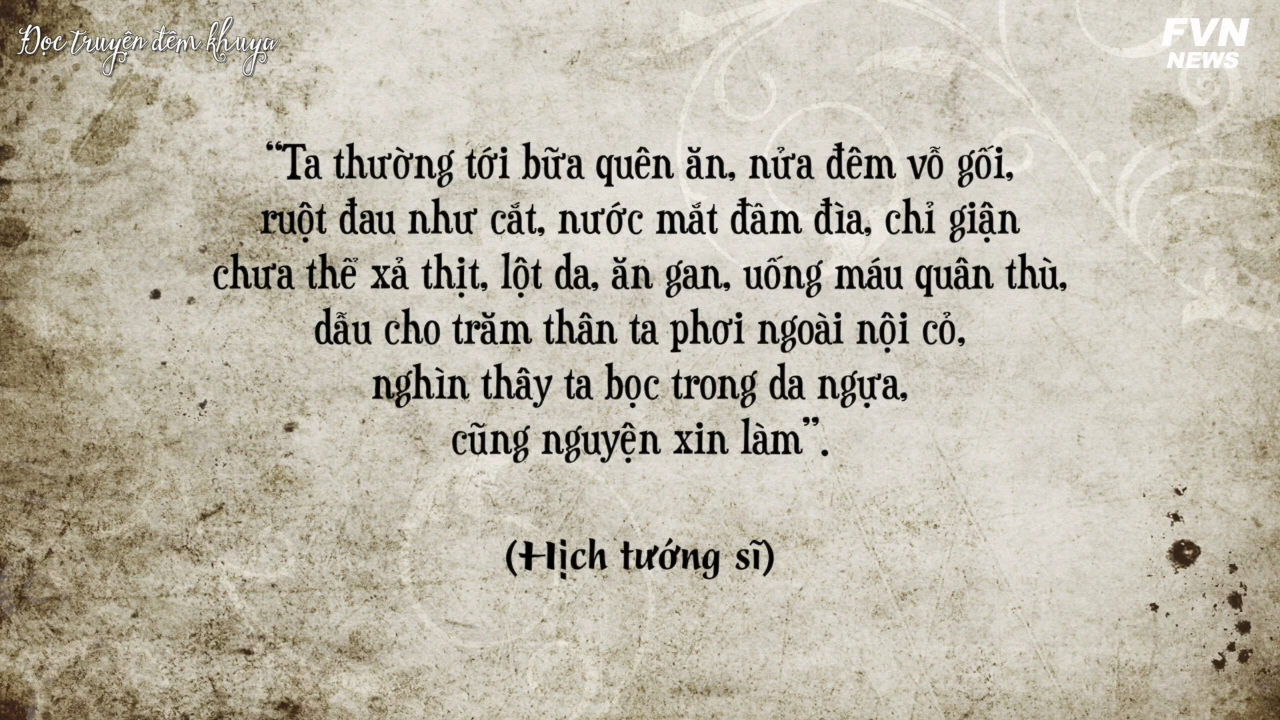 Đọc truyện đêm khuya
FVN
NEWS
“Ta thường tới bữa quên ăn, nửa đêm vỗ gối,
ruột đau như cắt, nước mắt đầm đìa, chỉ giận
chưa thể xả thịt, lột da, ăn gan, uống máu quân thù,
dẫu cho trăm thân ta phơi ngoài nội cỏ,
nghìn thây ta bọc trong da ngựa,
cũng nguyện xin làm”.
(Hịch tướng sĩ)